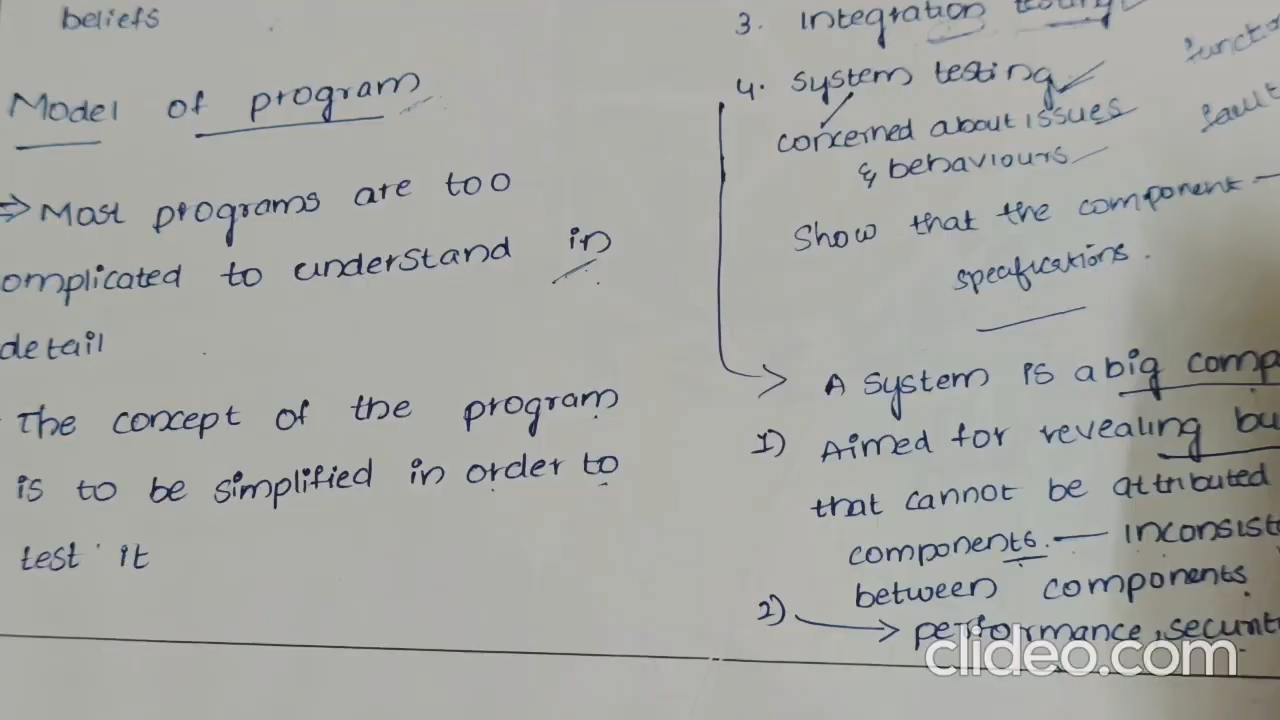 beliefs
Model of program
⇒ Most programs are too
omplicated to understand in
detail
The concept of the program
is to be simplified in order to
test it
3. Integration testing
4. System testing
concerned about issues
& behaviours
Show that the component —
specifications.
A system is a big comp
1) Aimed for revealing bu
that cannot be attributed
components. — inconsist
between components
2) → performance, securit
clideo.com